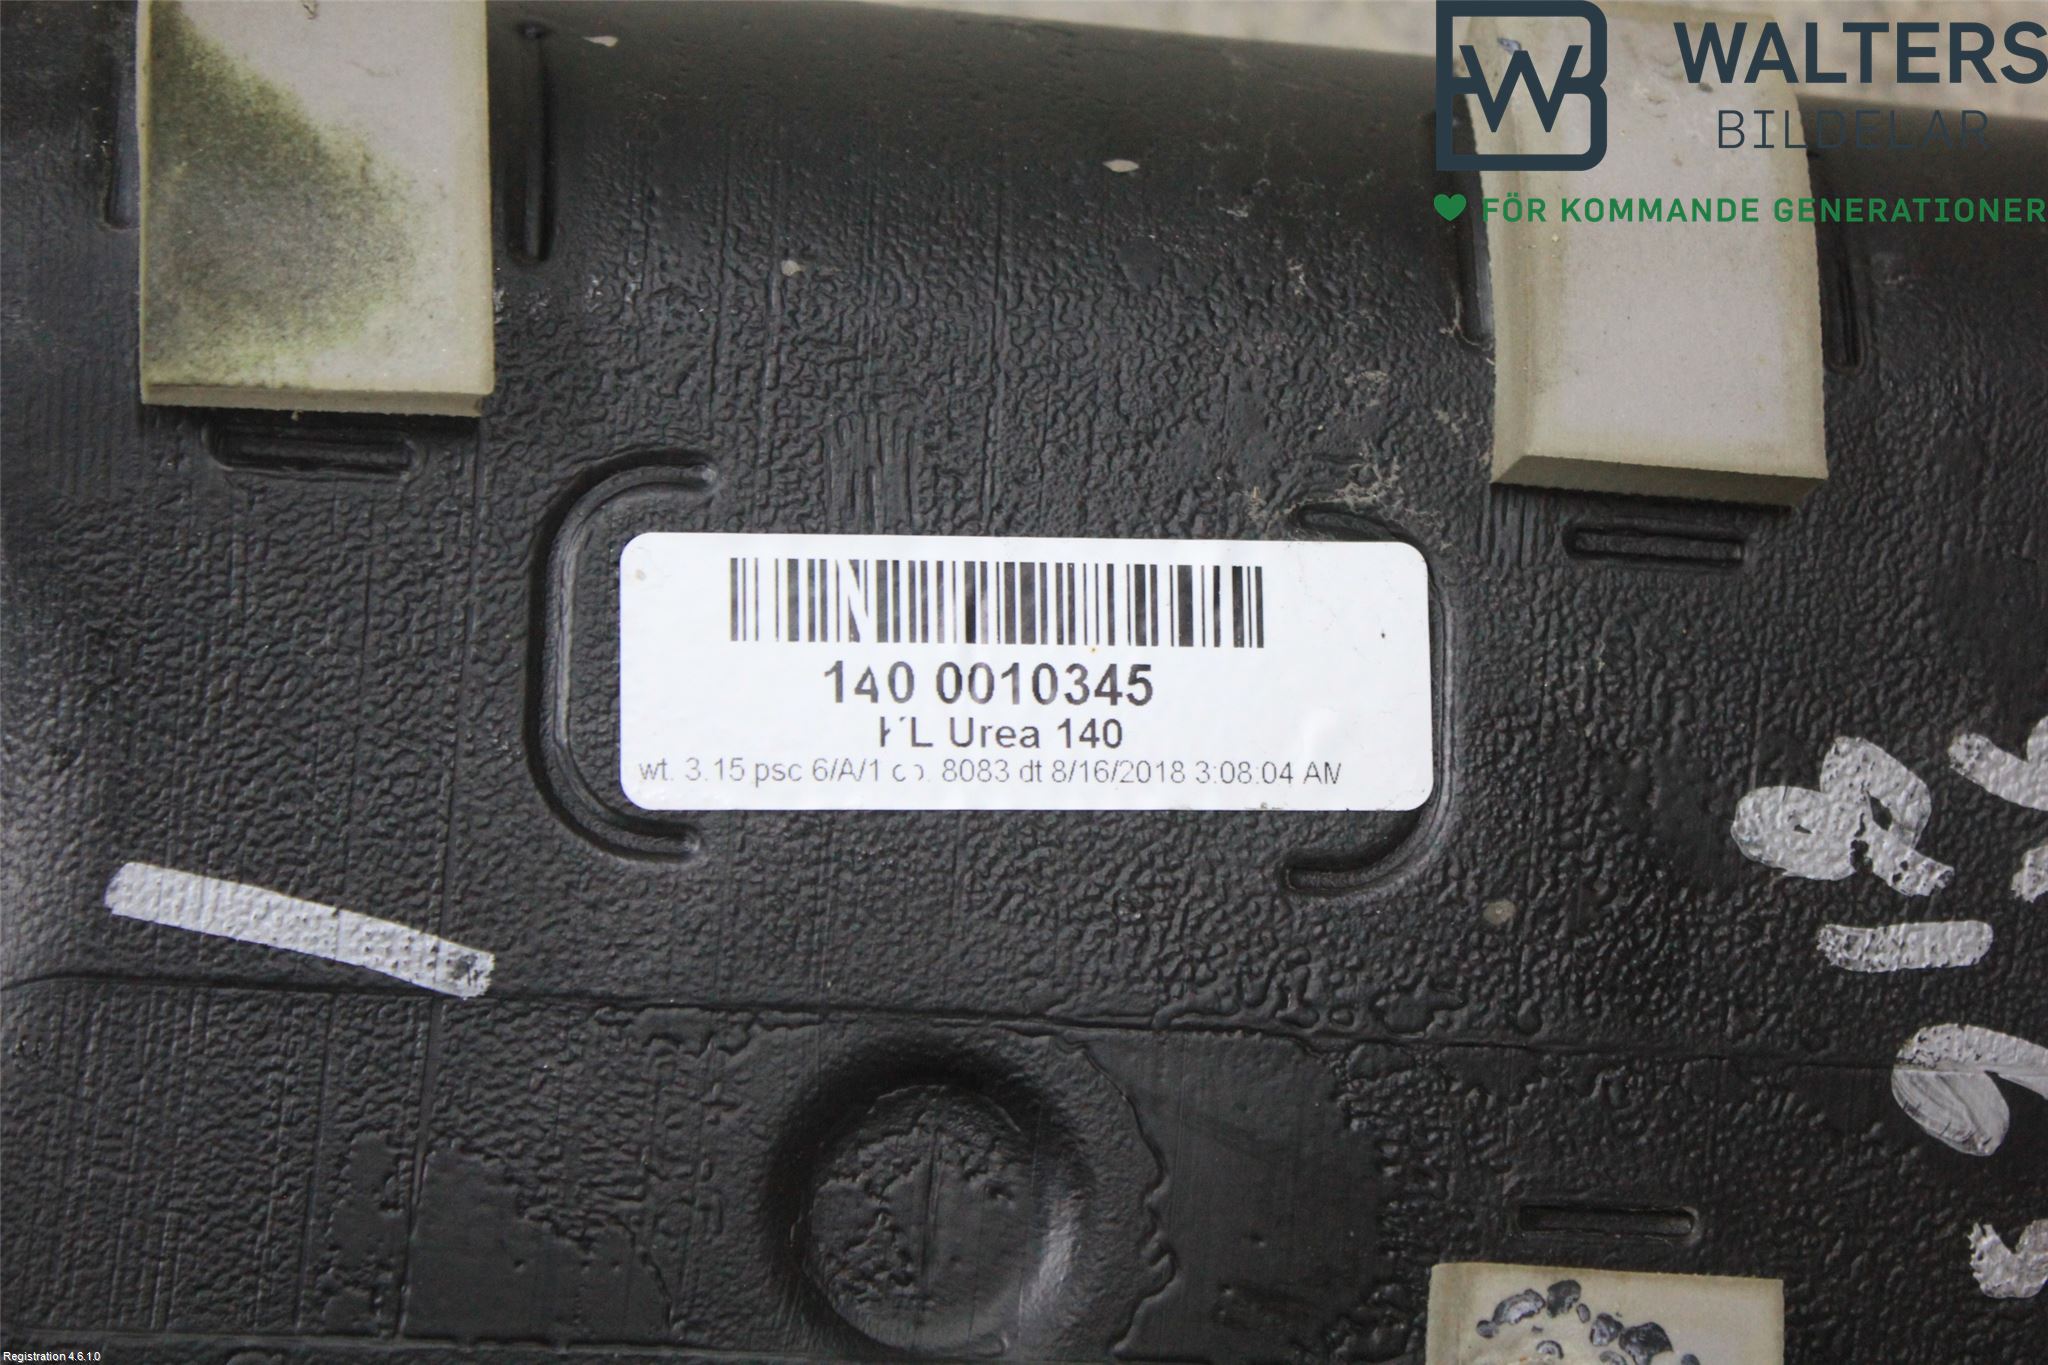 WALTERS
BILDELAR
FÖR KOMMANDE GENERATIONER
140 0010345
Urea 140
wt. 3.15 psc 6/A/1 8083 dt 8/16/2018 3:08:04 AM
Registration 4.6.1.0